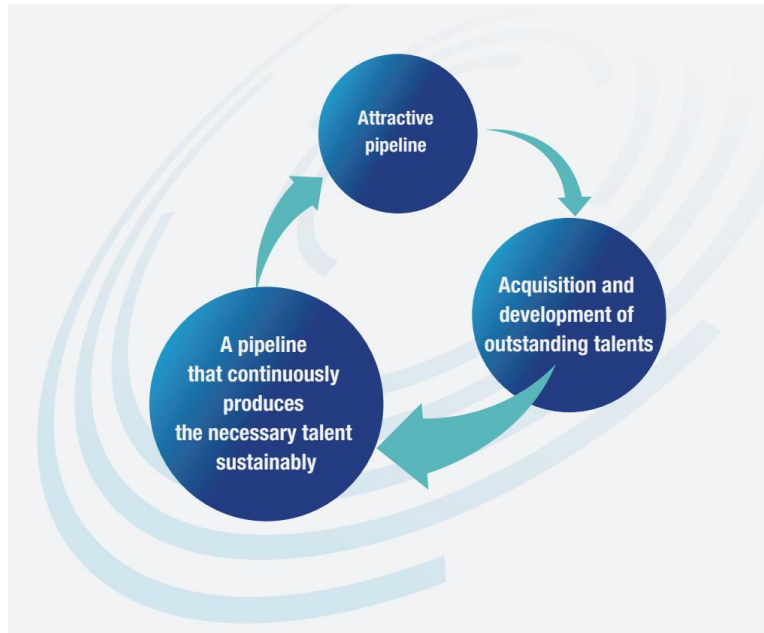 Attractive
pipeline
Acquisition and
development of
outstanding talents
A pipeline
that continuously
produces
the necessary talent
sustainably